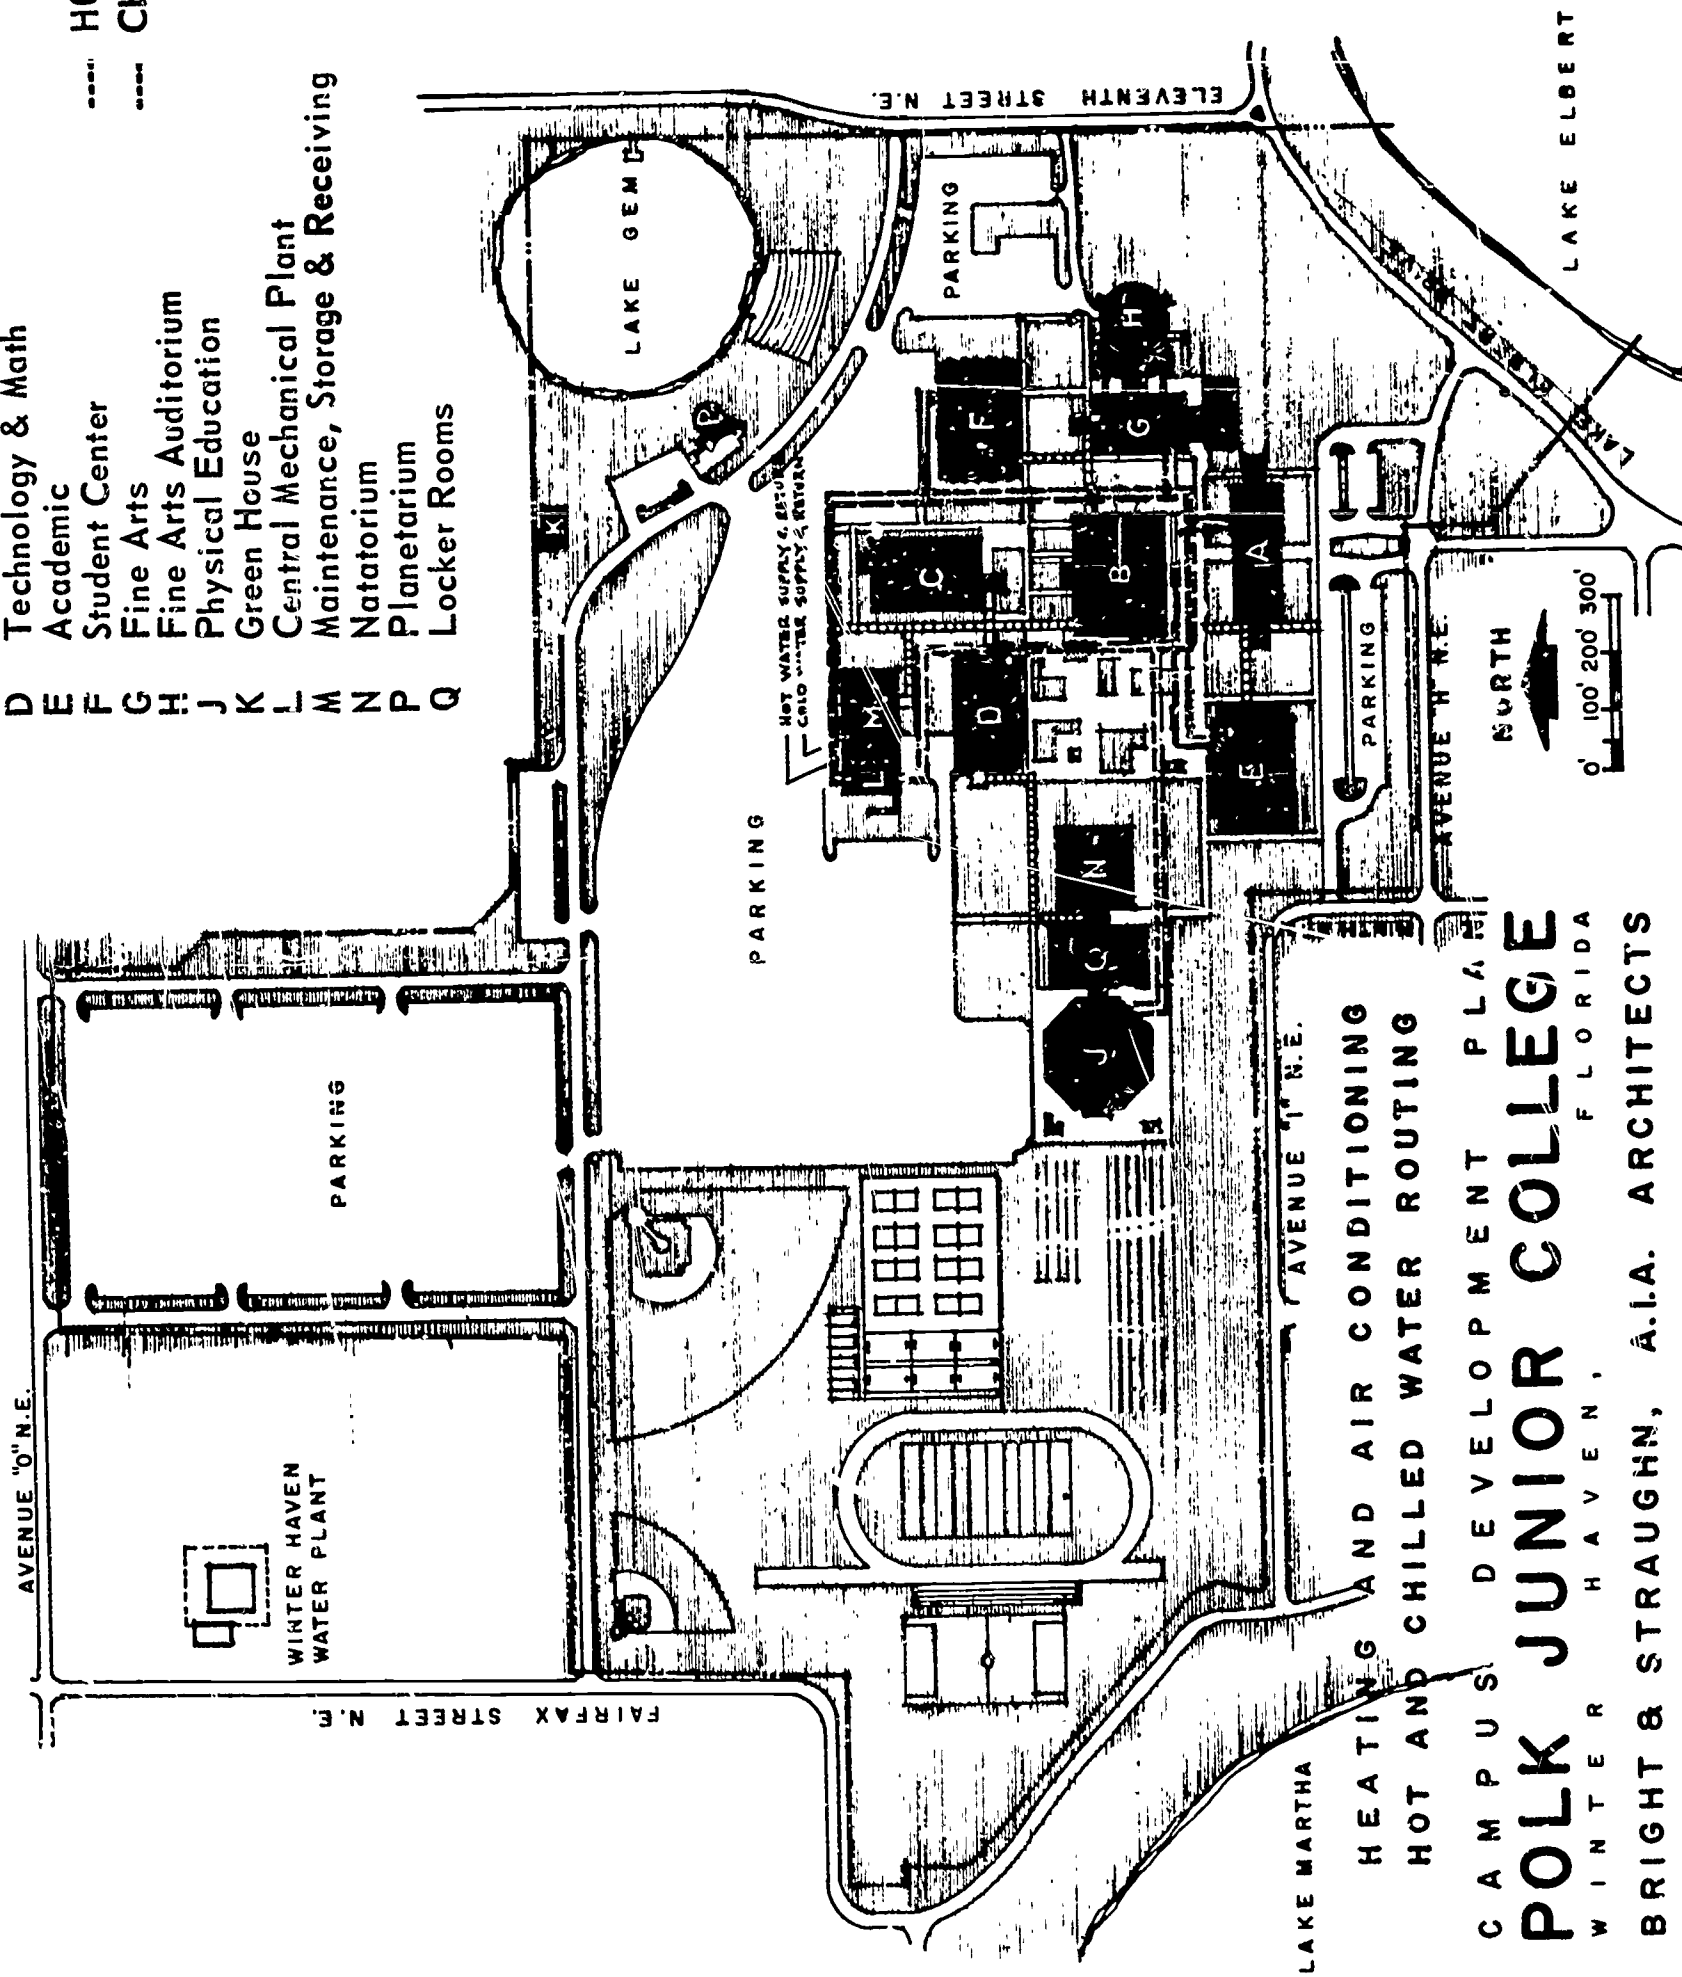 D Technology & Math
E Academic
F Student Center
G Fine Arts
H Fine Arts Auditorium
J Physical Education
K Green House
L Central Mechanical Plant
M Maintenance, Storage & Receiving
N Natatorium
P Planetarium
Q Locker Rooms
AVENUE "O" N.E.
WINTER HAVEN
WATER PLANT
PARKING
FAIRFAX STREET N.E.
LAKE GEM
ELEVENTH STREET N.E.
K
P
PARKING
PARKING
HOT WATER SUPPLY & RETURN
COLD WATER SUPPLY & RETURN
L
M
C
F
D
B
G
H
J
Q
N
E
A
PARKING
AVENUE "I" N.E.
AVENUE "H" N.E.
LAKE ELBERT
LAKE MARTHA
NORTH
0' 100' 200' 300'
HEATING AND AIR CONDITIONING
HOT AND CHILLED WATER ROUTING
CAMPUS DEVELOPMENT PLAN
POLK JUNIOR COLLEGE
WINTER HAVEN, FLORIDA
BRIGHT & STRAUGHN, A.I.A. ARCHITECTS